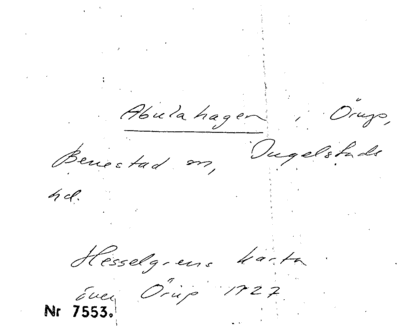 Abulahagen, Örup,
Benestad sn, Ingelstads
hd.
Hesselgrens karta
över Örup 1727
Nr 7553.